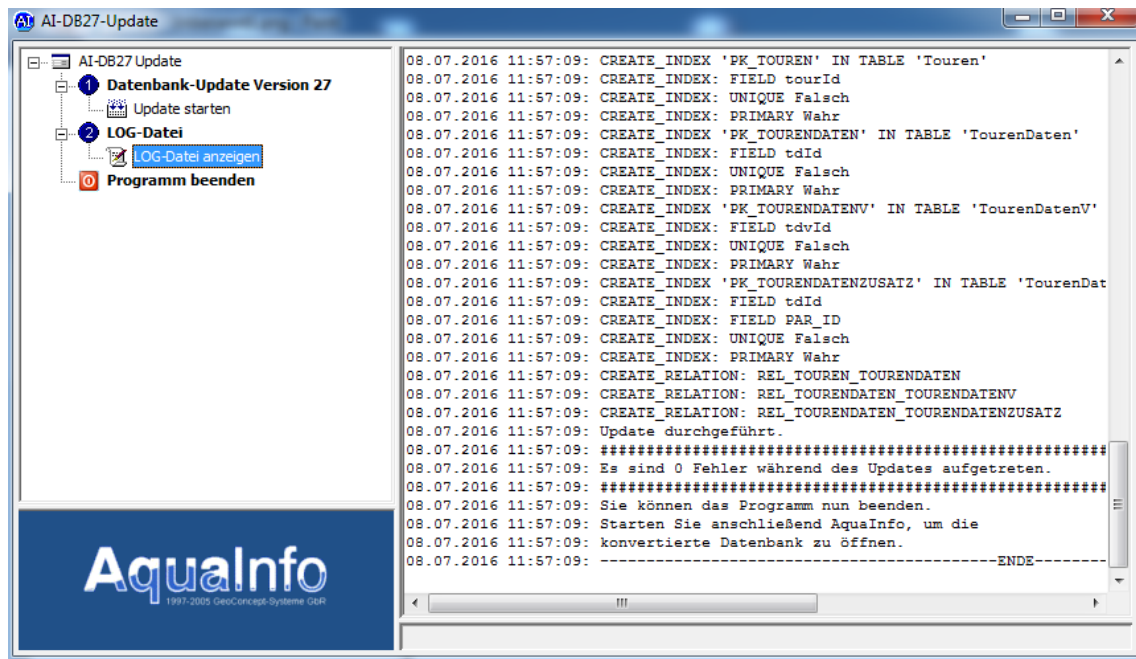 AI-DB27-Update
AI-DB27 Update
1 Datenbank-Update Version 27
Update starten
2 LOG-Datei
LOG-Datei anzeigen
Programm beenden
08.07.2016 11:57:09: CREATE_INDEX 'PK_TOUREN' IN TABLE 'Touren'
08.07.2016 11:57:09: CREATE_INDEX: FIELD tourId
08.07.2016 11:57:09: CREATE_INDEX: UNIQUE Falsch
08.07.2016 11:57:09: CREATE_INDEX: PRIMARY Wahr
08.07.2016 11:57:09: CREATE_INDEX 'PK_TOURENDATEN' IN TABLE 'TourenDaten'
08.07.2016 11:57:09: CREATE_INDEX: FIELD tdId
08.07.2016 11:57:09: CREATE_INDEX: UNIQUE Falsch
08.07.2016 11:57:09: CREATE_INDEX: PRIMARY Wahr
08.07.2016 11:57:09: CREATE_INDEX 'PK_TOURENDATENV' IN TABLE 'TourenDatenV'
08.07.2016 11:57:09: CREATE_INDEX: FIELD tdvId
08.07.2016 11:57:09: CREATE_INDEX: UNIQUE Falsch
08.07.2016 11:57:09: CREATE_INDEX: PRIMARY Wahr
08.07.2016 11:57:09: CREATE_INDEX 'PK_TOURENDATENZUSATZ' IN TABLE 'TourenDat
08.07.2016 11:57:09: CREATE_INDEX: FIELD tdId
08.07.2016 11:57:09: CREATE_INDEX: FIELD PAR_ID
08.07.2016 11:57:09: CREATE_INDEX: UNIQUE Falsch
08.07.2016 11:57:09: CREATE_INDEX: PRIMARY Wahr
08.07.2016 11:57:09: CREATE_RELATION: REL_TOUREN_TOURENDATEN
08.07.2016 11:57:09: CREATE_RELATION: REL_TOURENDATEN_TOURENDATENV
08.07.2016 11:57:09: CREATE_RELATION: REL_TOURENDATEN_TOURENDATENZUSATZ
08.07.2016 11:57:09: Update durchgeführt.
08.07.2016 11:57:09: #######################################################
08.07.2016 11:57:09: Es sind 0 Fehler während des Updates aufgetreten.
08.07.2016 11:57:09: #######################################################
08.07.2016 11:57:09: Sie können das Programm nun beenden.
08.07.2016 11:57:09: Starten Sie anschließend AquaInfo, um die
08.07.2016 11:57:09: konvertierte Datenbank zu öffnen.
08.07.2016 11:57:09: -------------------------------------------ENDE--------
AquaInfo
1997-2005 GeoConcept-Systeme GbR